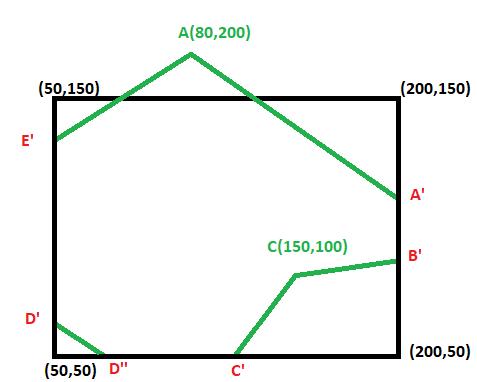 A(80,200)
(50,150)
(200,150)
E'
A'
C(150,100)
B'
D'
(50,50)
D"
C'
(200,50)